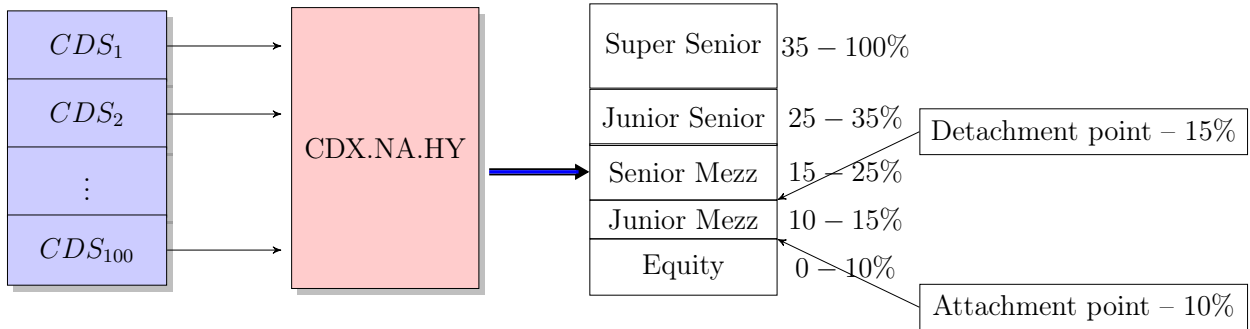 CDS₁
CDS₂
⋮
CDS₁₀₀
CDX.NA.HY
Super Senior 35 – 100%
Junior Senior 25 – 35%
Senior Mezz 15 – 25%
Junior Mezz 10 – 15%
Equity 0 – 10%
Detachment point – 15%
Attachment point – 10%